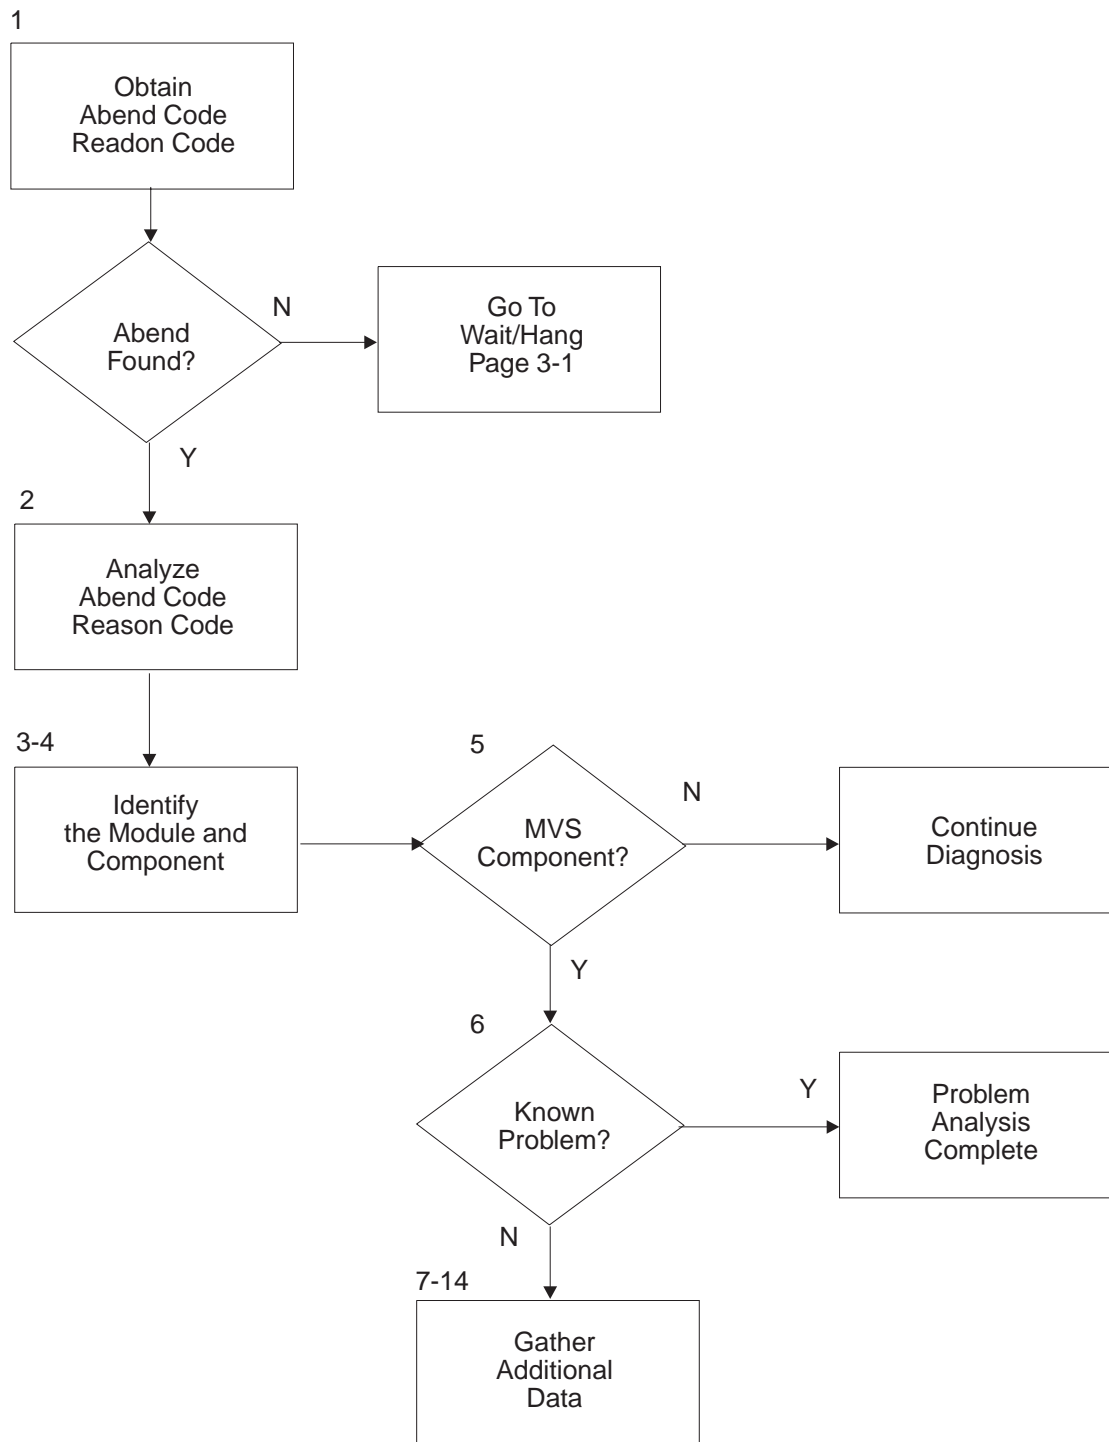 1
Obtain
Abend Code
Readon Code
Abend
Found?
N
Go To
Wait/Hang
Page 3-1
Y
2
Analyze
Abend Code
Reason Code
3-4
Identify
the Module and
Component
5
MVS
Component?
N
Continue
Diagnosis
Y
6
Known
Problem?
Y
Problem
Analysis
Complete
N
7-14
Gather
Additional
Data